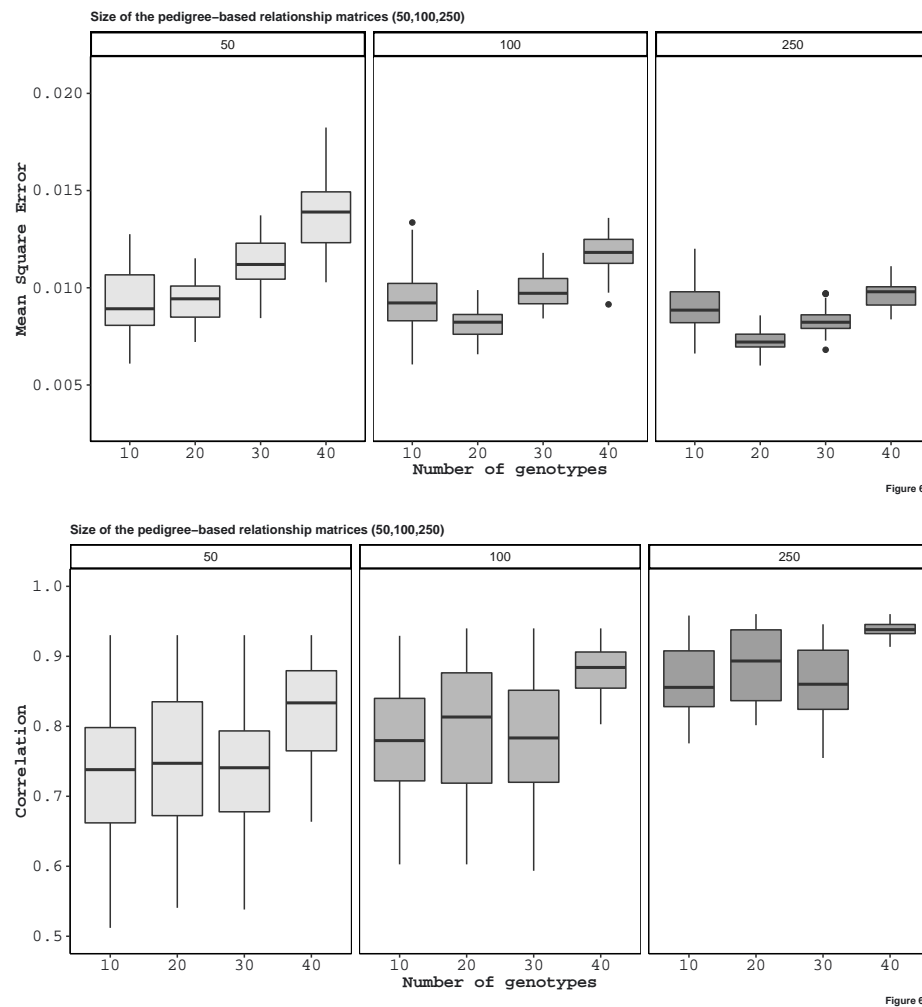 Size of the pedigree−based relationship matrices (50,100,250)
50 100 250
Mean Square Error
0.020
0.015
0.010
0.005
10 20 30 40 10 20 30 40 10 20 30 40
Number of genotypes
Figure 6
Size of the pedigree−based relationship matrices (50,100,250)
50 100 250
Correlation
1.0
0.9
0.8
0.7
0.6
0.5
10 20 30 40 10 20 30 40 10 20 30 40
Number of genotypes
Figure 6